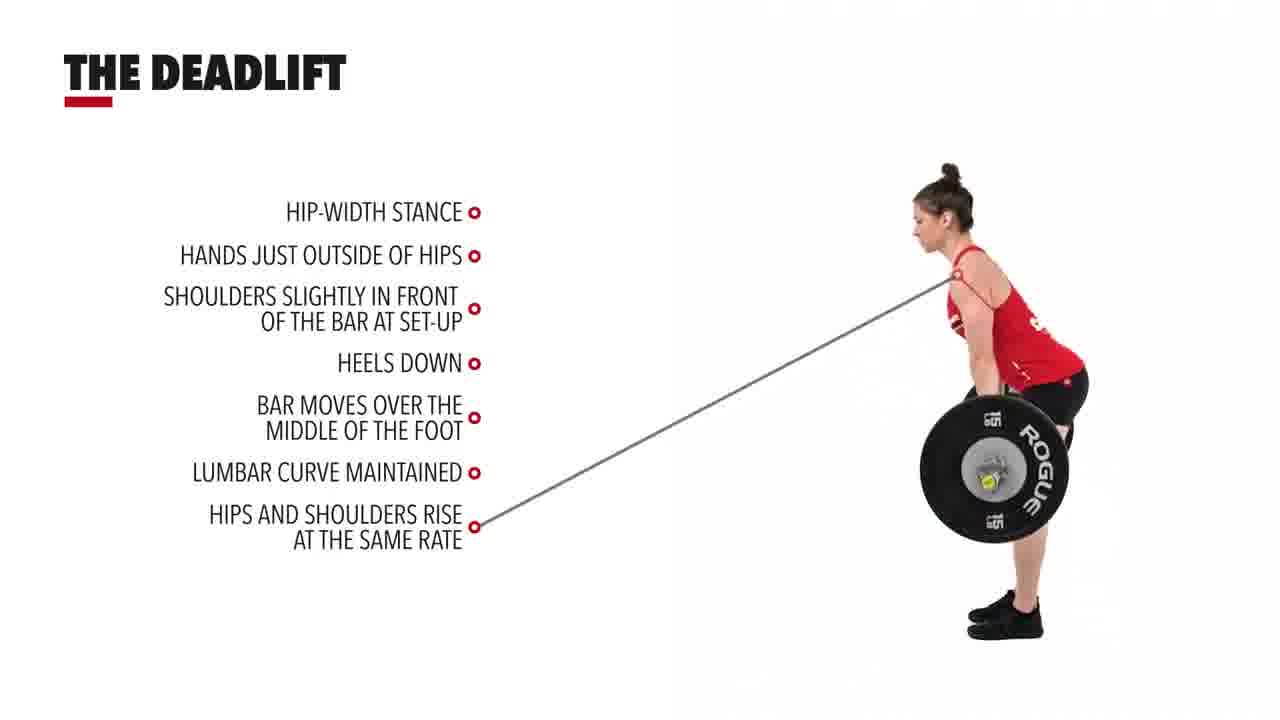 THE DEADLIFT
HIP-WIDTH STANCE
HANDS JUST OUTSIDE OF HIPS
SHOULDERS SLIGHTLY IN FRONT
OF THE BAR AT SET-UP
HEELS DOWN
BAR MOVES OVER THE
MIDDLE OF THE FOOT
LUMBAR CURVE MAINTAINED
HIPS AND SHOULDERS RISE
AT THE SAME RATE
15
ROGUE
15